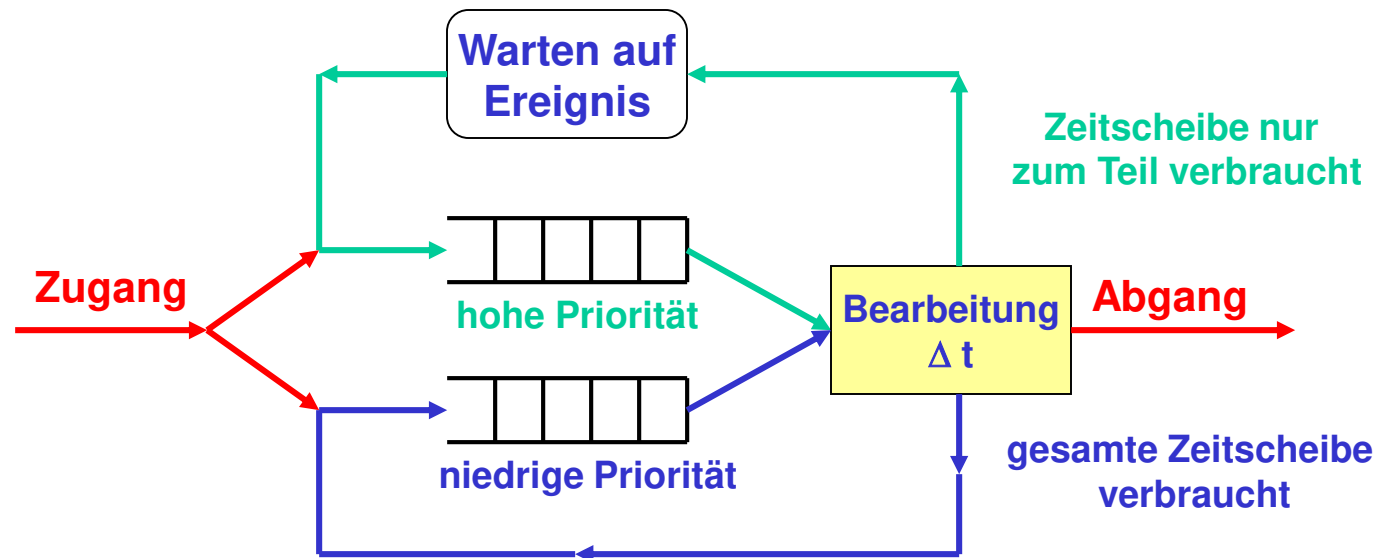 Warten auf
Ereignis
Zeitscheibe nur
zum Teil verbraucht
Zugang
hohe Priorität
Bearbeitung
Δ t
Abgang
niedrige Priorität
gesamte Zeitscheibe
verbraucht